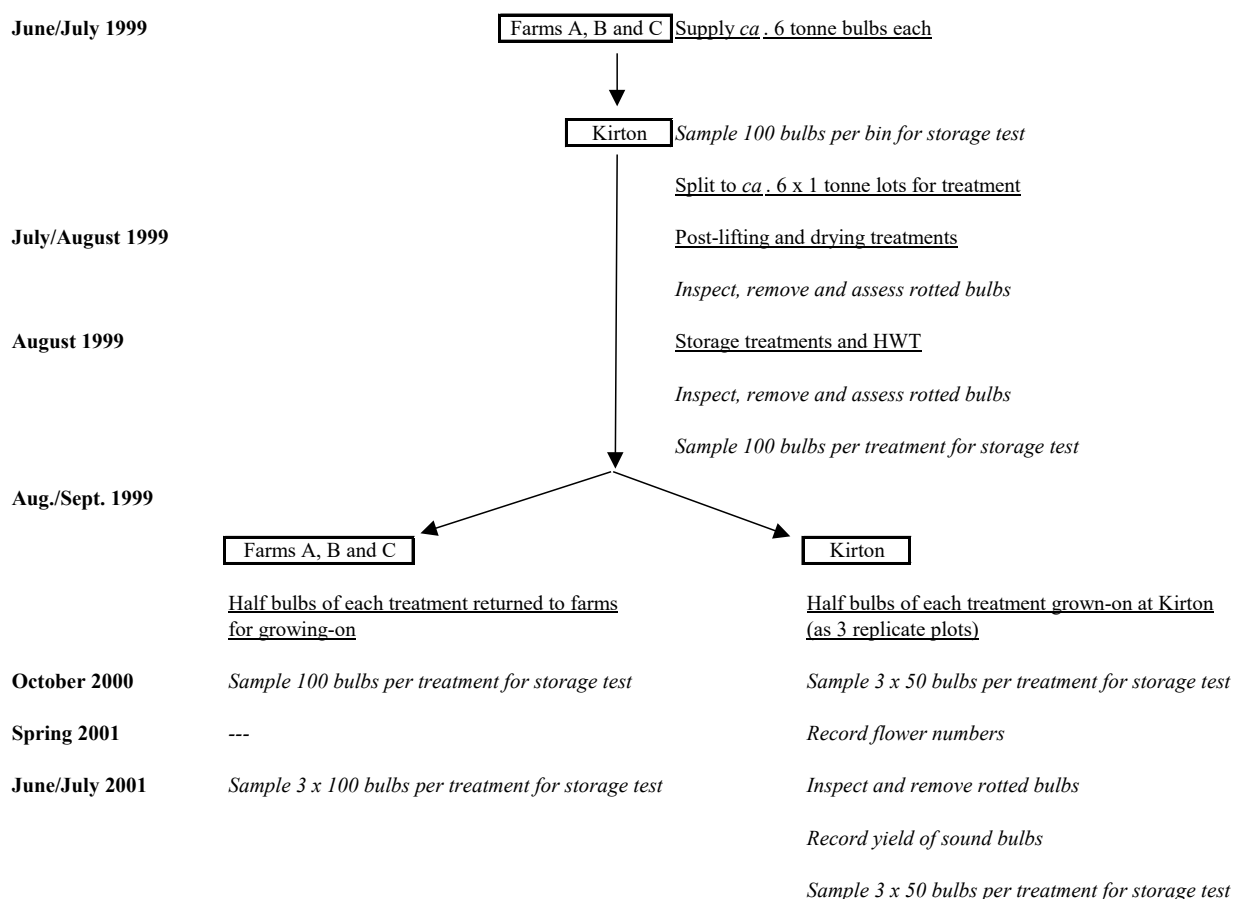 June/July 1999 Farms A, B and C Supply ca . 6 tonne bulbs each
Kirton Sample 100 bulbs per bin for storage test
Split to ca . 6 x 1 tonne lots for treatment
July/August 1999 Post-lifting and drying treatments
Inspect, remove and assess rotted bulbs
August 1999 Storage treatments and HWT
Inspect, remove and assess rotted bulbs
Sample 100 bulbs per treatment for storage test
Aug./Sept. 1999
Farms A, B and C Kirton
Half bulbs of each treatment returned to farms Half bulbs of each treatment grown-on at Kirton
for growing-on (as 3 replicate plots)
October 2000 Sample 100 bulbs per treatment for storage test Sample 3 x 50 bulbs per treatment for storage test
Spring 2001 --- Record flower numbers
June/July 2001 Sample 3 x 100 bulbs per treatment for storage test Inspect and remove rotted bulbs
Record yield of sound bulbs
Sample 3 x 50 bulbs per treatment for storage test